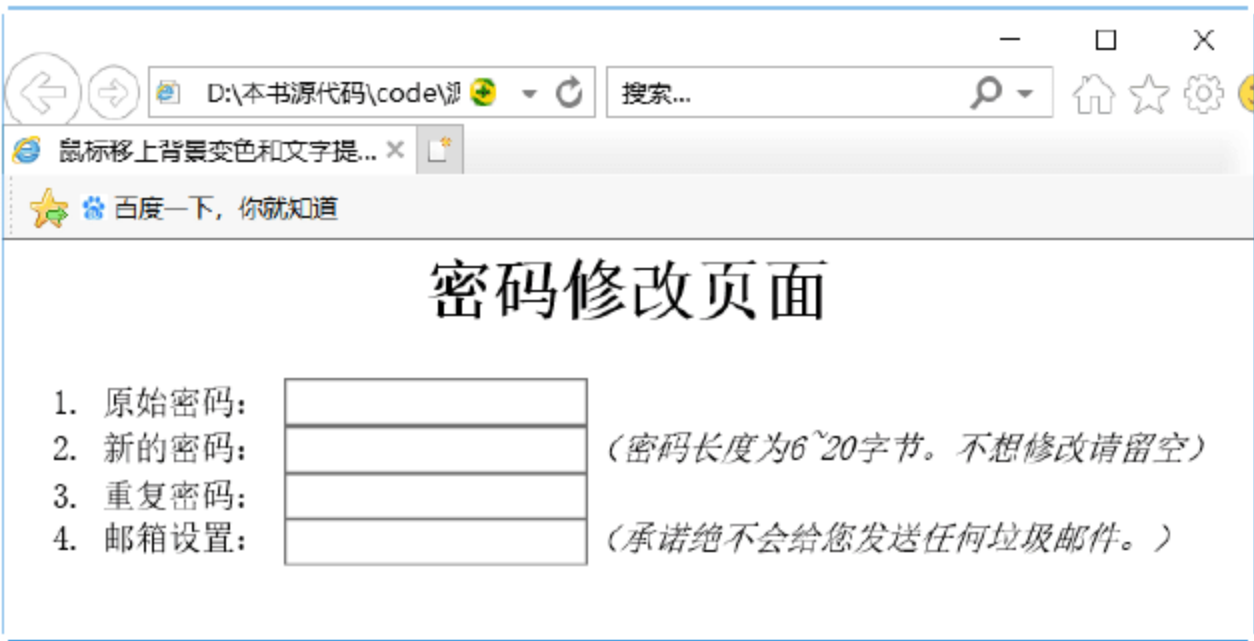 D:\本书源代码\code\源
搜索...
鼠标移上背景变色和文字提...
百度一下，你就知道
密码修改页面
1. 原始密码：
2. 新的密码： （密码长度为6~20字节。不想修改请留空）
3. 重复密码：
4. 邮箱设置： （承诺绝不会给您发送任何垃圾邮件。）